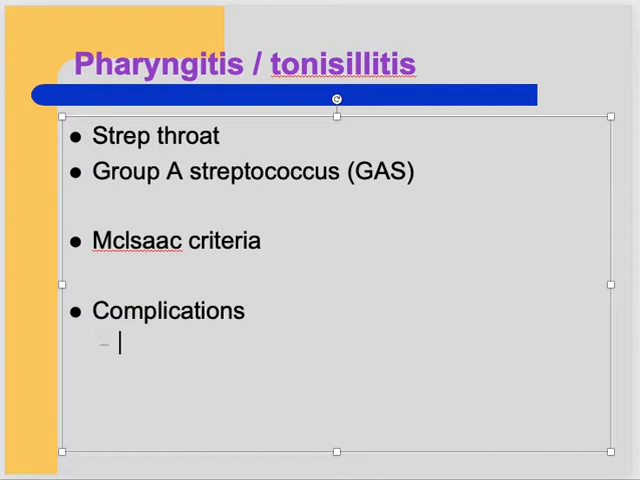 Pharyngitis / tonisillitis
● Strep throat
● Group A streptococcus (GAS)
● McIsaac criteria
● Complications
–